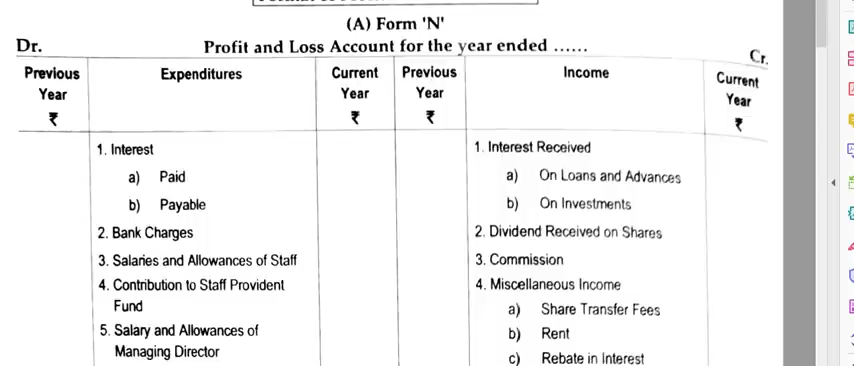 (A) Form 'N'
Dr. Profit and Loss Account for the year ended ...... Cr.
Previous Year ₹ Expenditures Current Year ₹ Previous Year ₹ Income Current Year ₹
1. Interest
a) Paid
b) Payable
2. Bank Charges
3. Salaries and Allowances of Staff
4. Contribution to Staff Provident
Fund
5. Salary and Allowances of
Managing Director
1. Interest Received
a) On Loans and Advances
b) On Investments
2. Dividend Received on Shares
3. Commission
4. Miscellaneous Income
a) Share Transfer Fees
b) Rent
c) Rebate in Interest